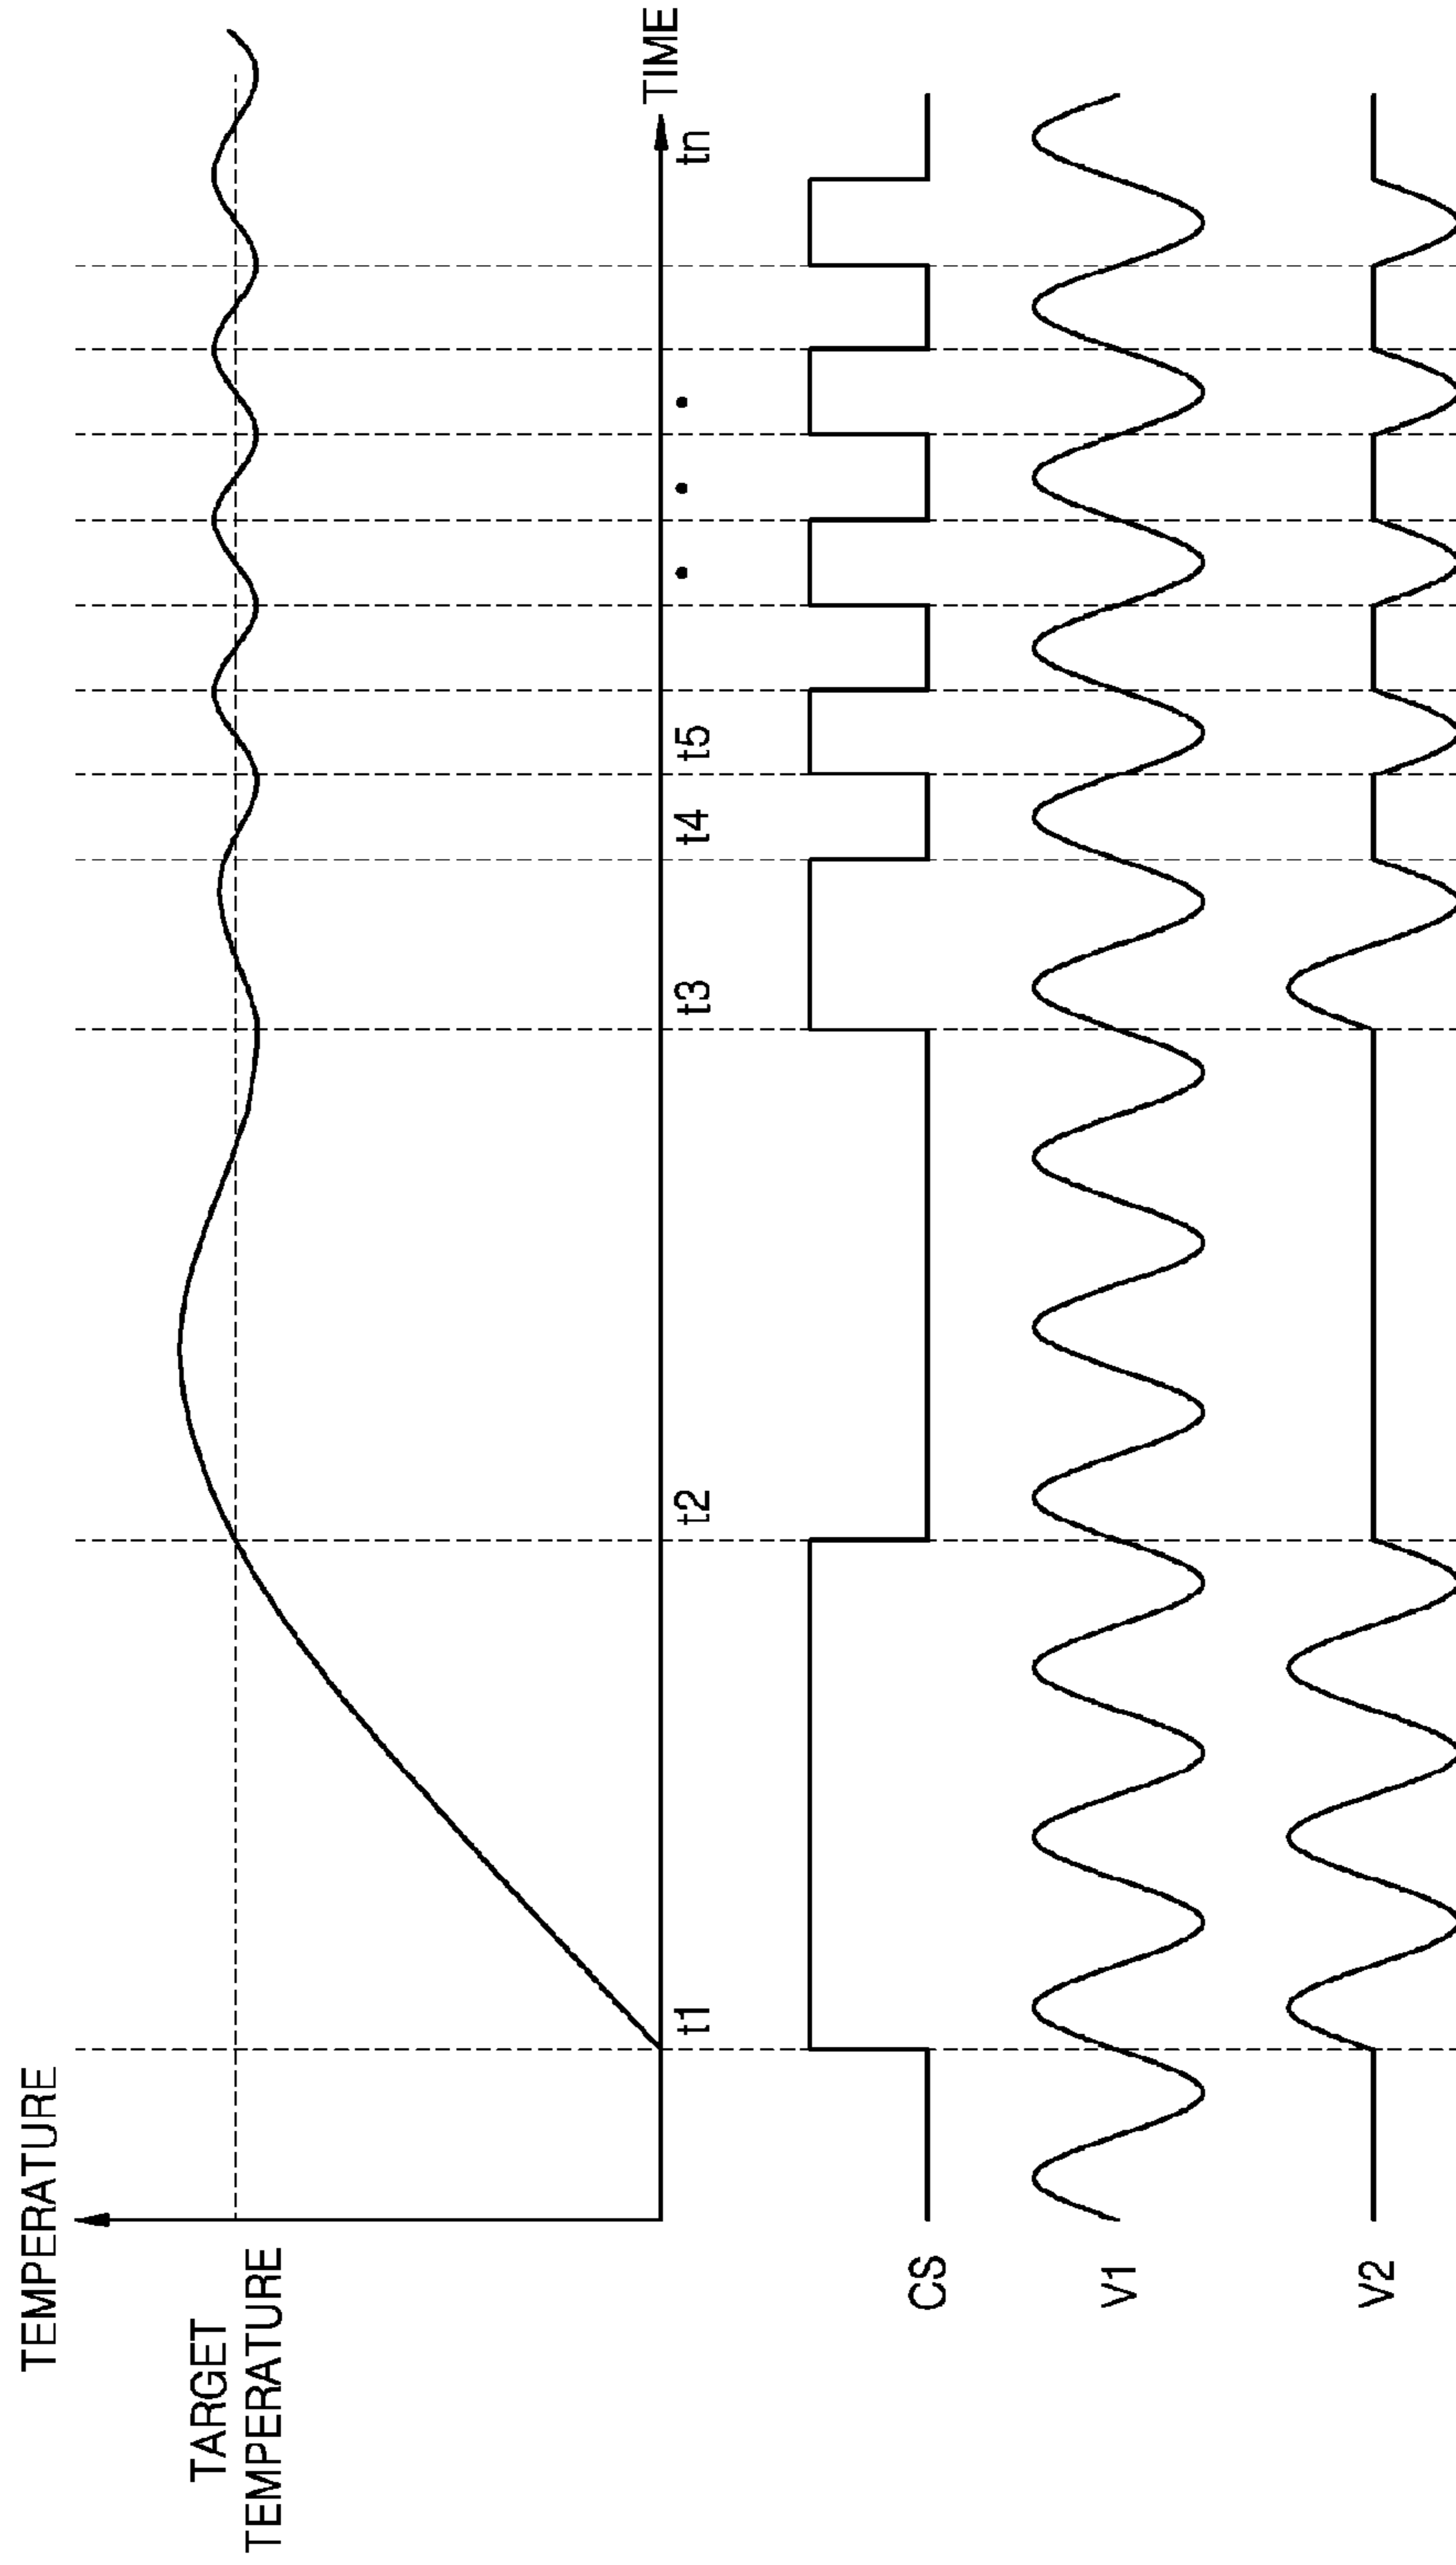 TEMPERATURE
TARGET
TEMPERATURE
t1
t2
t3
t4
t5
• • •
tn
TIME
CS
V1
V2